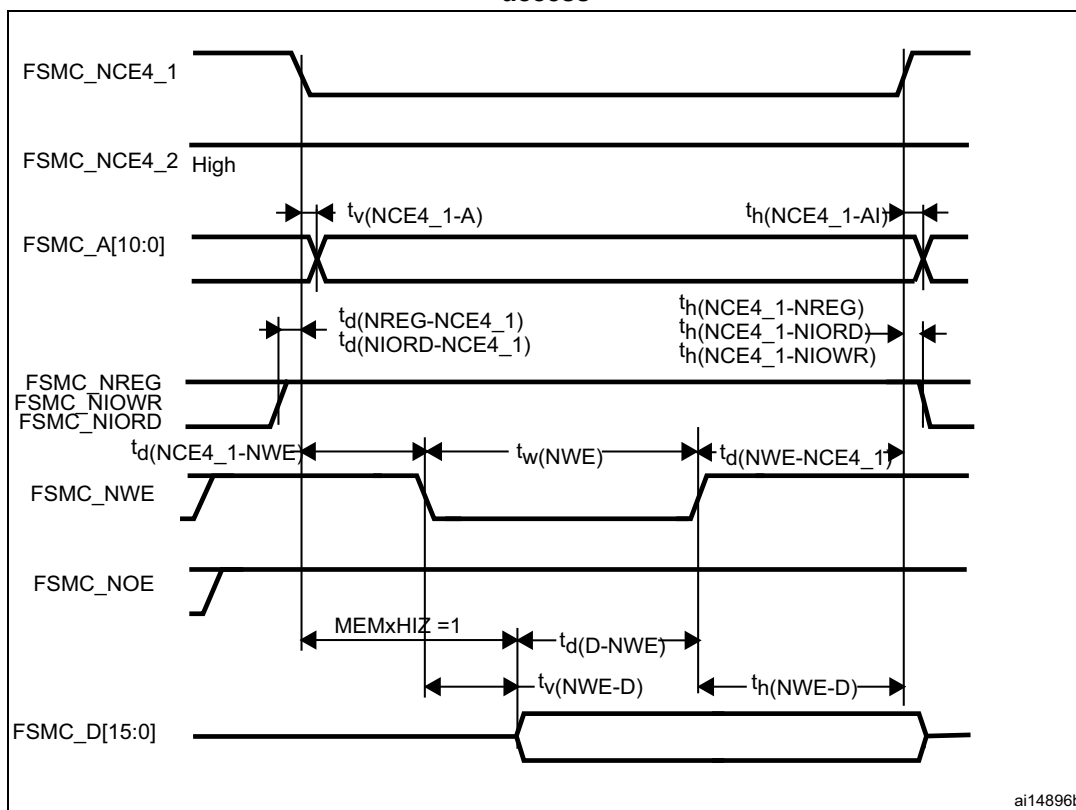 FSMC_NCE4_1
FSMC_NCE4_2 High
tv(NCE4_1-A) th(NCE4_1-AI)
FSMC_A[10:0]
td(NREG-NCE4_1) th(NCE4_1-NREG)
td(NIORD-NCE4_1) th(NCE4_1-NIORD)
th(NCE4_1-NIOWR)
FSMC_NREG
FSMC_NIOWR
FSMC_NIORD
td(NCE4_1-NWE) tw(NWE) td(NWE-NCE4_1)
FSMC_NWE
FSMC_NOE
MEMxHIZ =1 td(D-NWE)
tv(NWE-D) th(NWE-D)
FSMC_D[15:0]